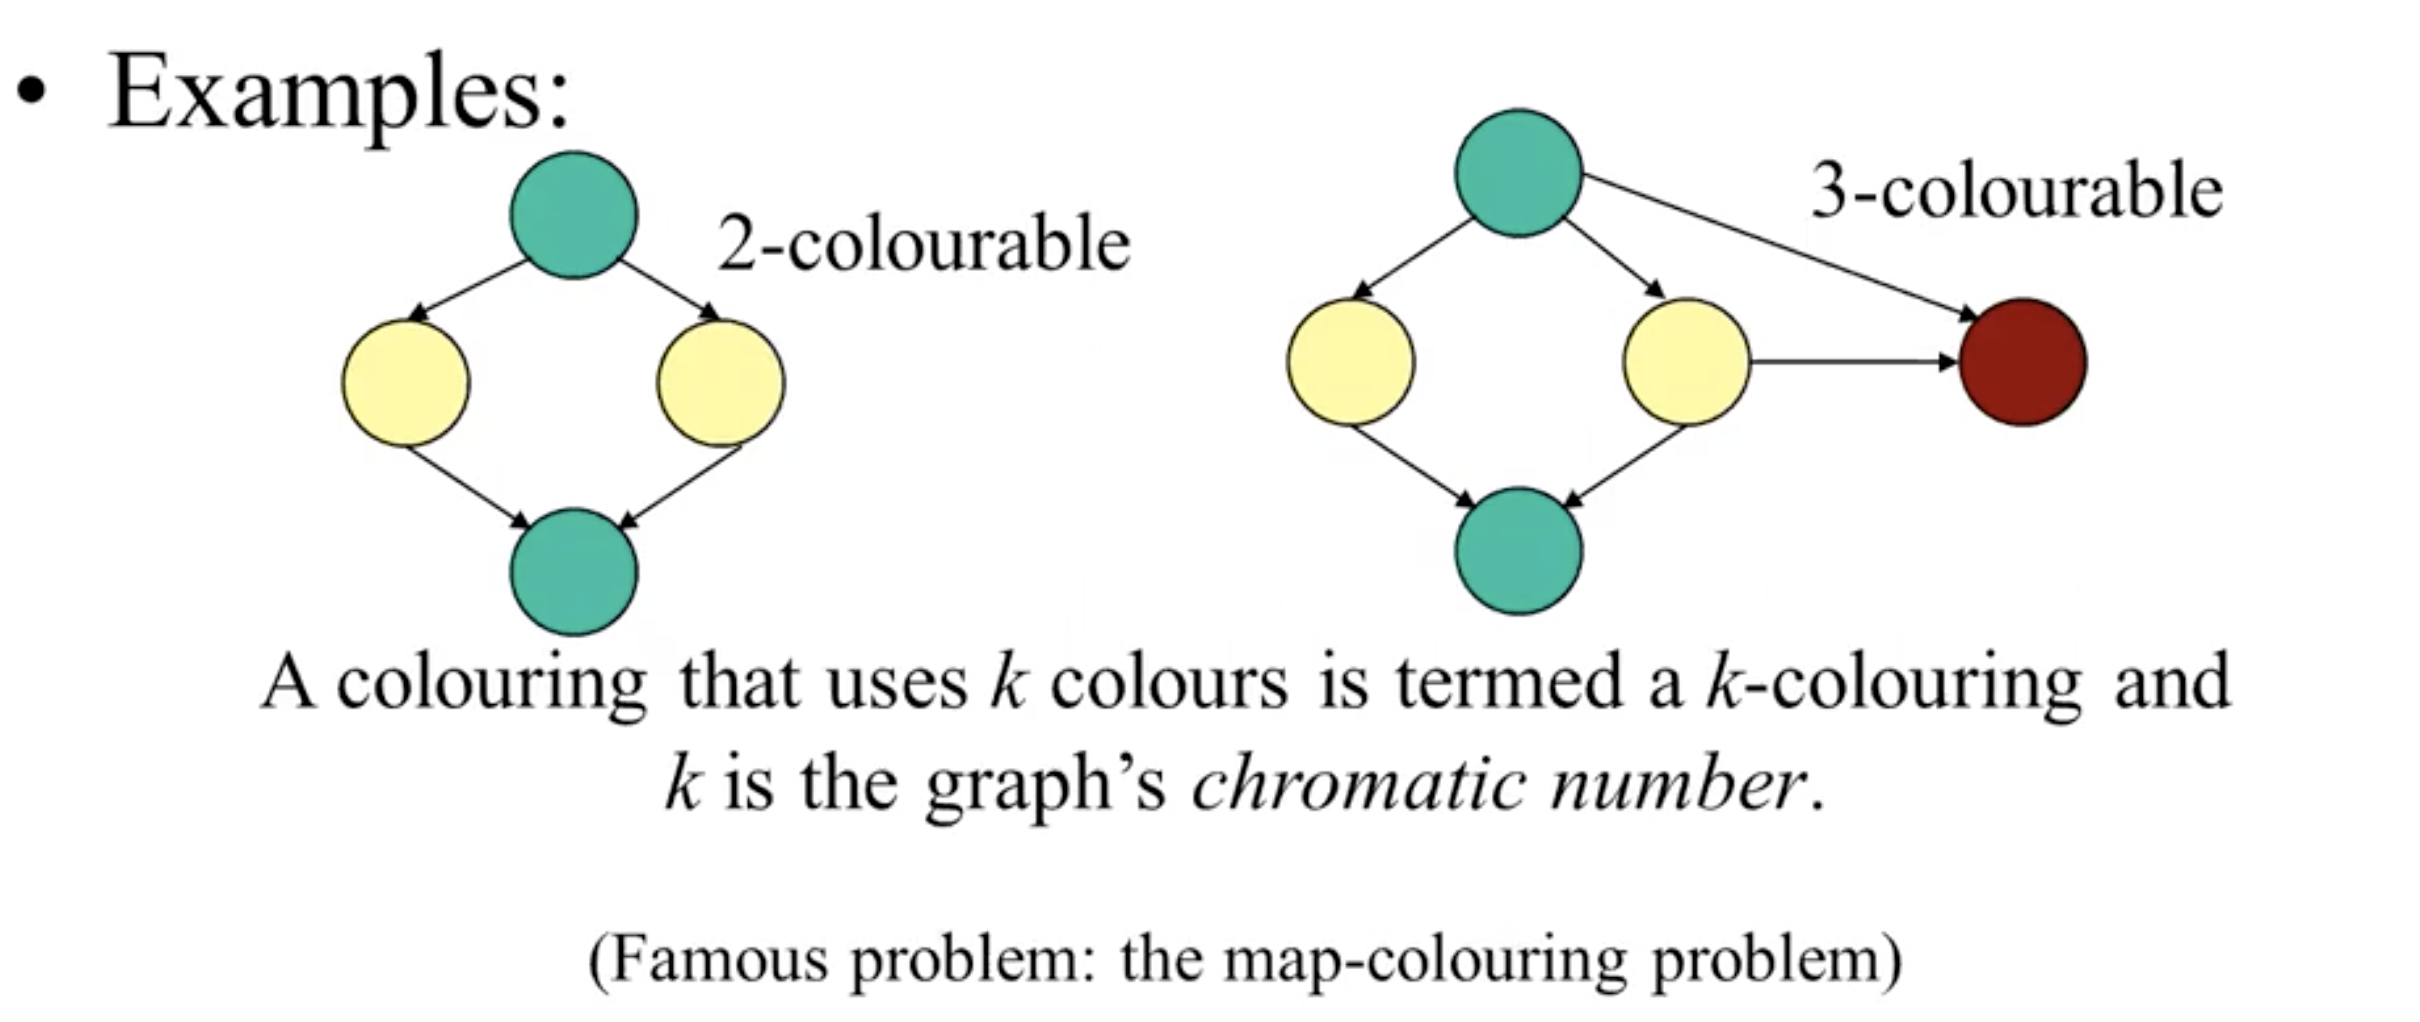 • Examples:
2-colourable
3-colourable
A colouring that uses k colours is termed a k-colouring and
k is the graph’s chromatic number.
(Famous problem: the map-colouring problem)